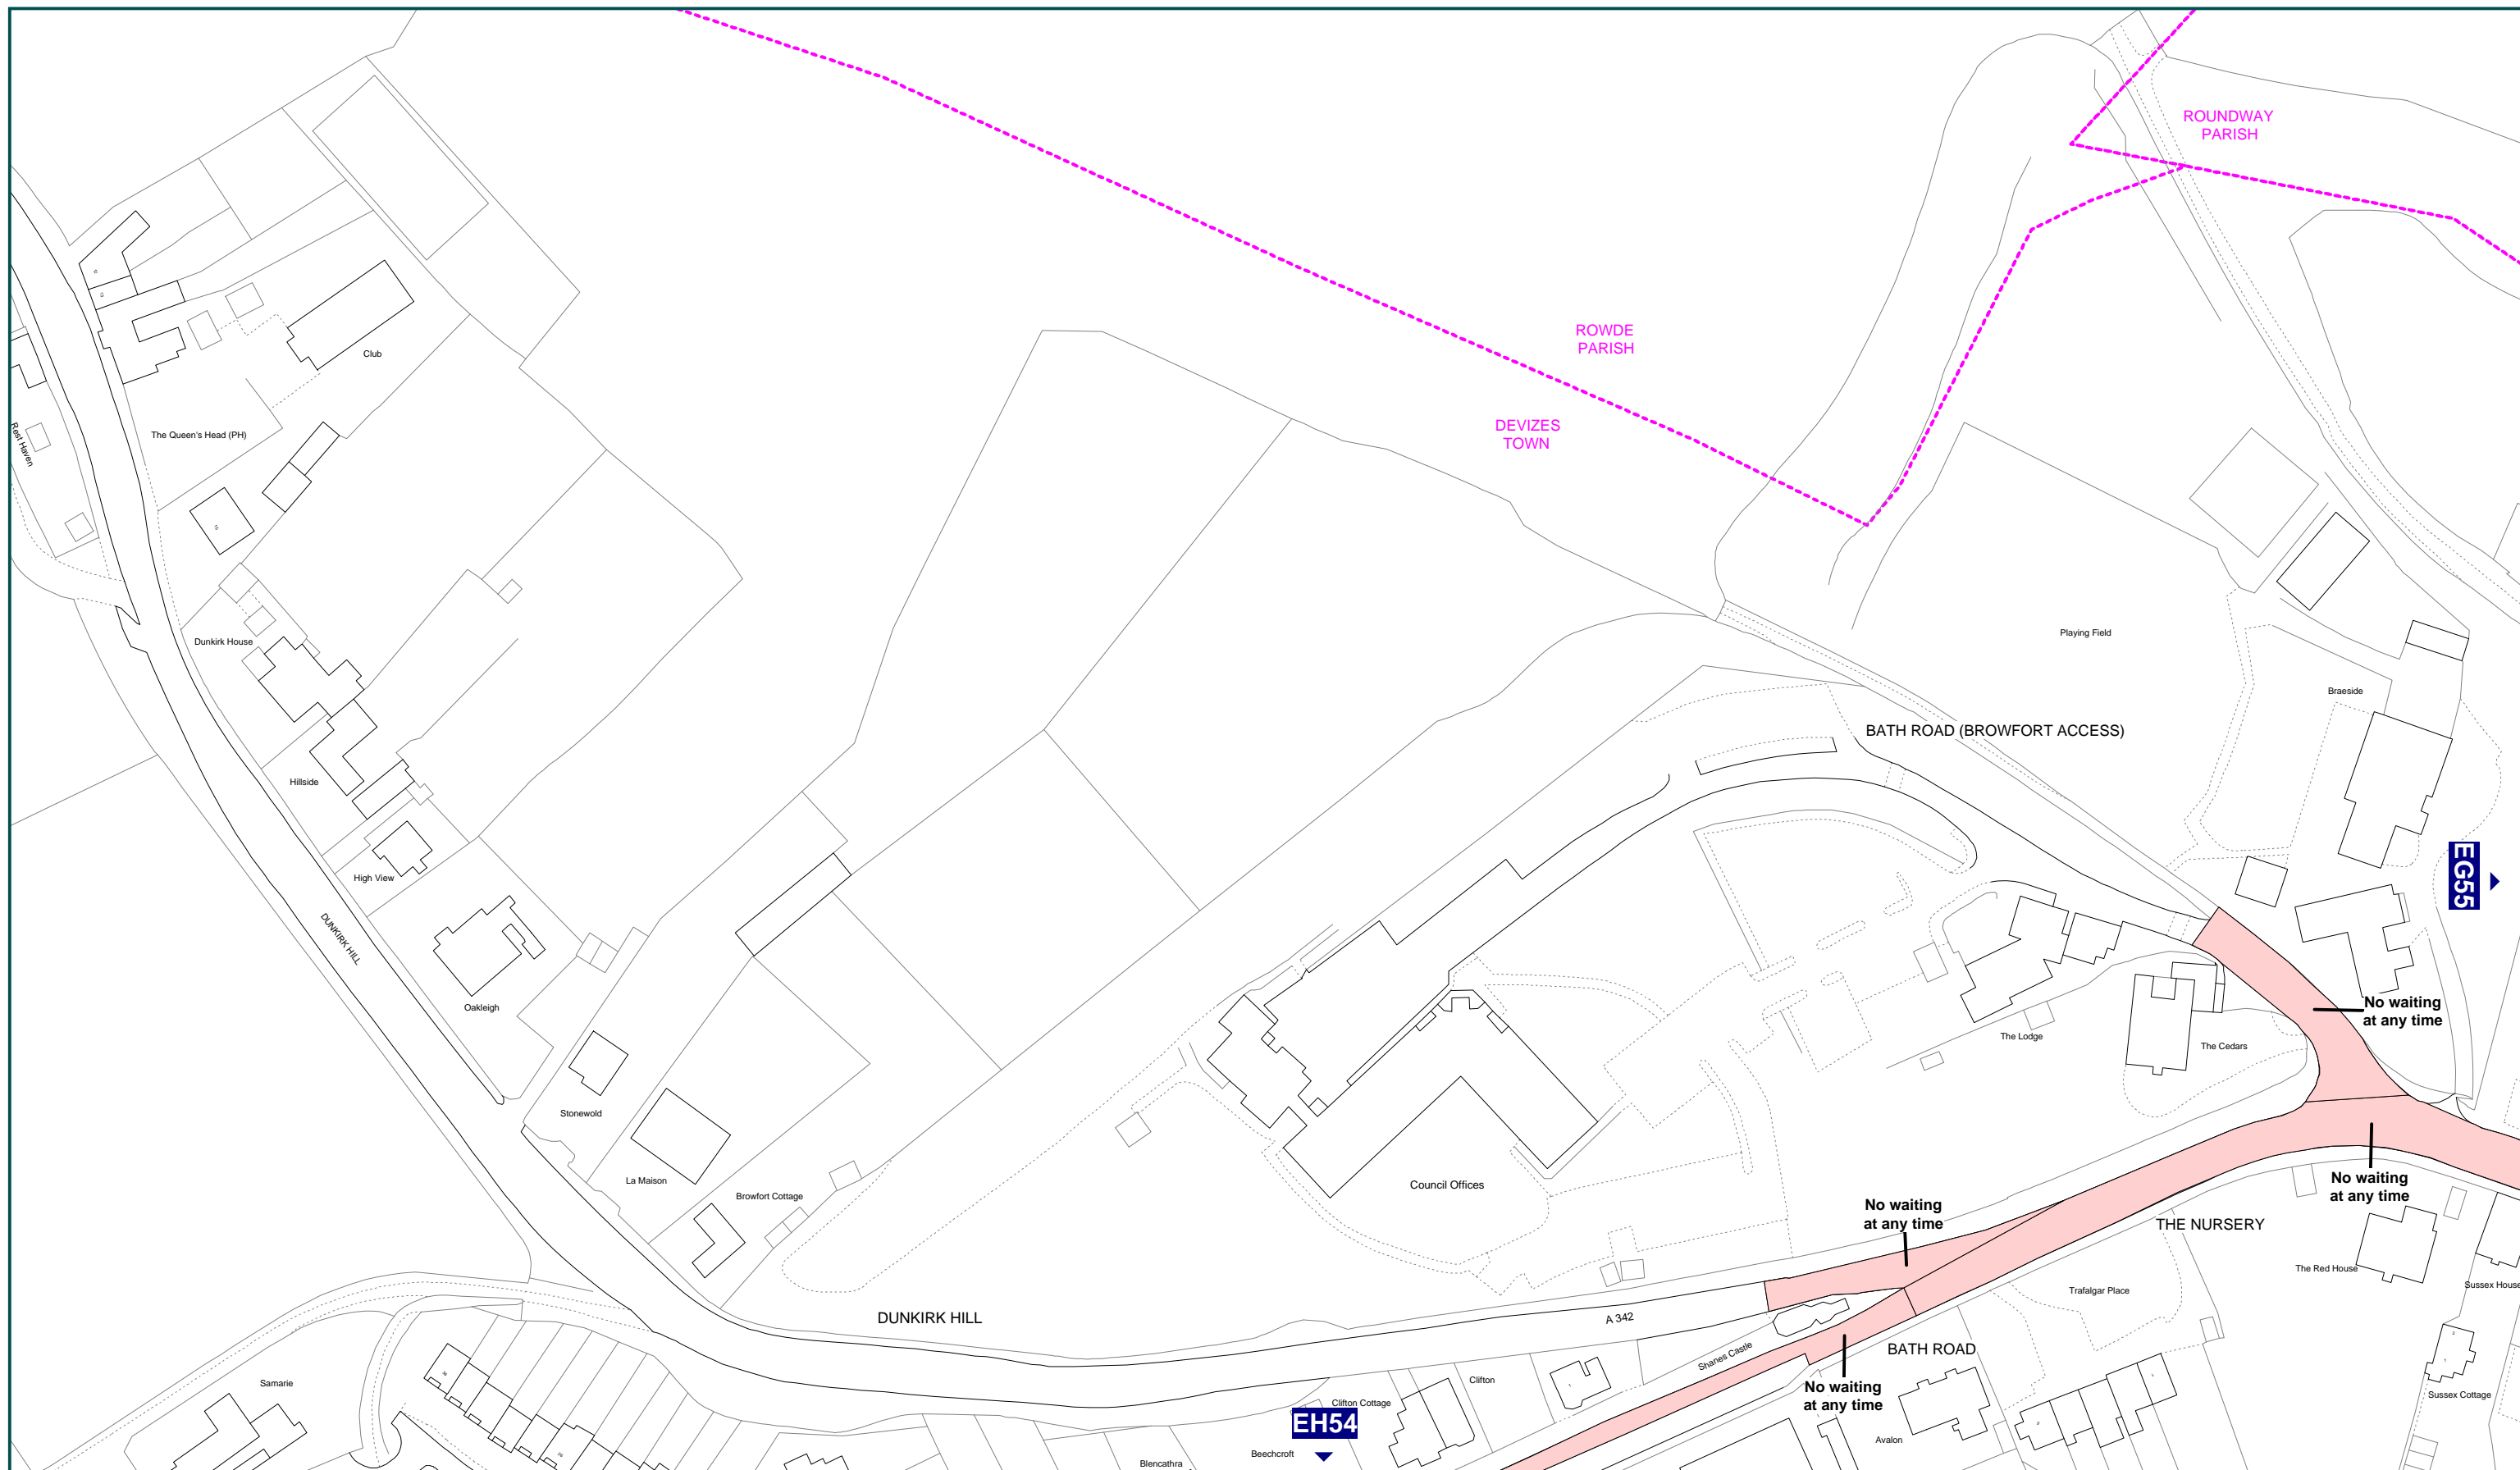 ROUNDWAY
PARISH
ROWDE
PARISH
Club
DEVIZES
TOWN
The Queen's Head (PH)
Rest Haven
Dunkirk House
Playing Field
Braeside
BATH ROAD (BROWFORT ACCESS)
Hillside
High View
EG55
DUNKIRK HILL
Oakleigh
No waiting
at any time
The Lodge
The Cedars
Stonewold
La Maison
Council Offices
Browfort Cottage
No waiting
at any time
No waiting
at any time
THE NURSERY
The Red House
Sussex House
Trafalgar Place
DUNKIRK HILL
A 342
BATH ROAD
Shanes Castle
Samarie
Clifton
No waiting
at any time
Clifton Cottage
Sussex Cottage
EH54
Avalon
Beechcroft
Blencathra